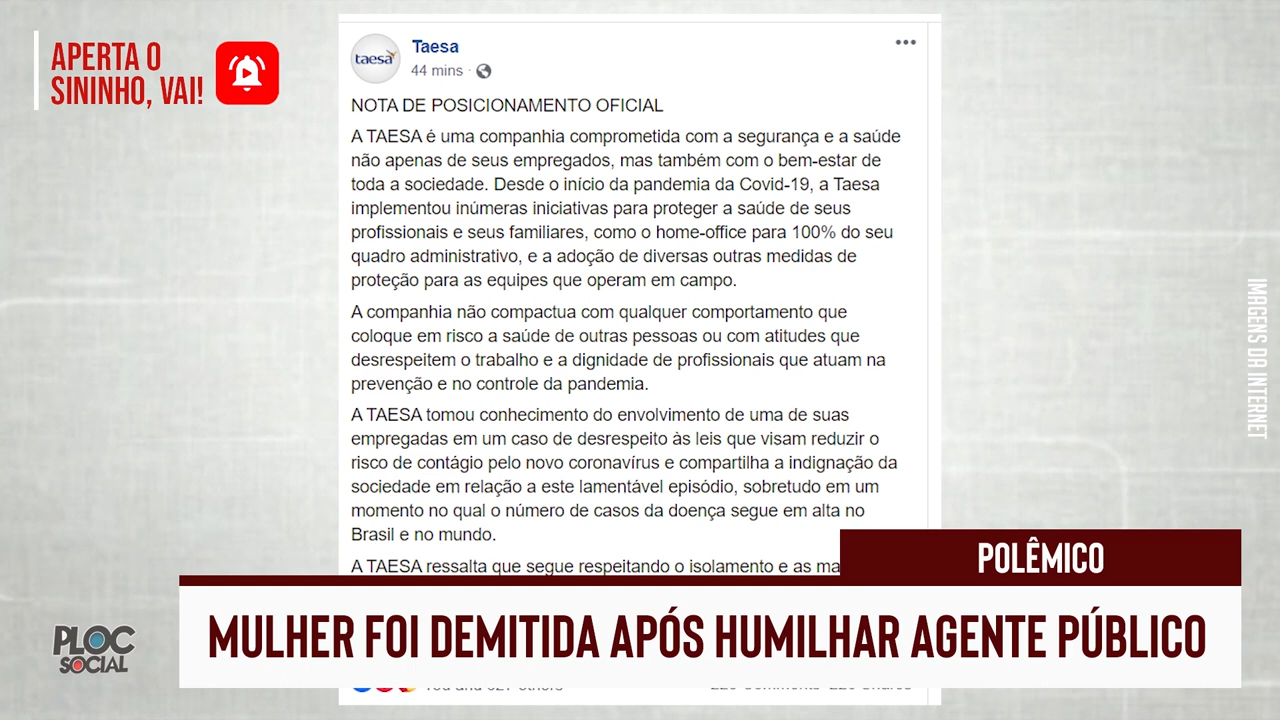 APERTA O
SININHO, VAI!
taesa
Taesa
44 mins ·
NOTA DE POSICIONAMENTO OFICIAL
A TAESA é uma companhia comprometida com a segurança e a saúde
não apenas de seus empregados, mas também com o bem-estar de
toda a sociedade. Desde o início da pandemia da Covid-19, a Taesa
implementou inúmeras iniciativas para proteger a saúde de seus
profissionais e seus familiares, como o home-office para 100% do seu
quadro administrativo, e a adoção de diversas outras medidas de
proteção para as equipes que operam em campo.
A companhia não compactua com qualquer comportamento que
coloque em risco a saúde de outras pessoas ou com atitudes que
desrespeitem o trabalho e a dignidade de profissionais que atuam na
prevenção e no controle da pandemia.
A TAESA tomou conhecimento do envolvimento de uma de suas
empregadas em um caso de desrespeito às leis que visam reduzir o
risco de contágio pelo novo coronavírus e compartilha a indignação da
sociedade em relação a este lamentável episódio, sobretudo em um
momento no qual o número de casos da doença segue em alta no
Brasil e no mundo.
A TAESA ressalta que segue respeitando o isolamento e as
IMAGENS DA INTERNET
POLÊMICO
MULHER FOI DEMITIDA APÓS HUMILHAR AGENTE PÚBLICO
PLOC
SOCIAL